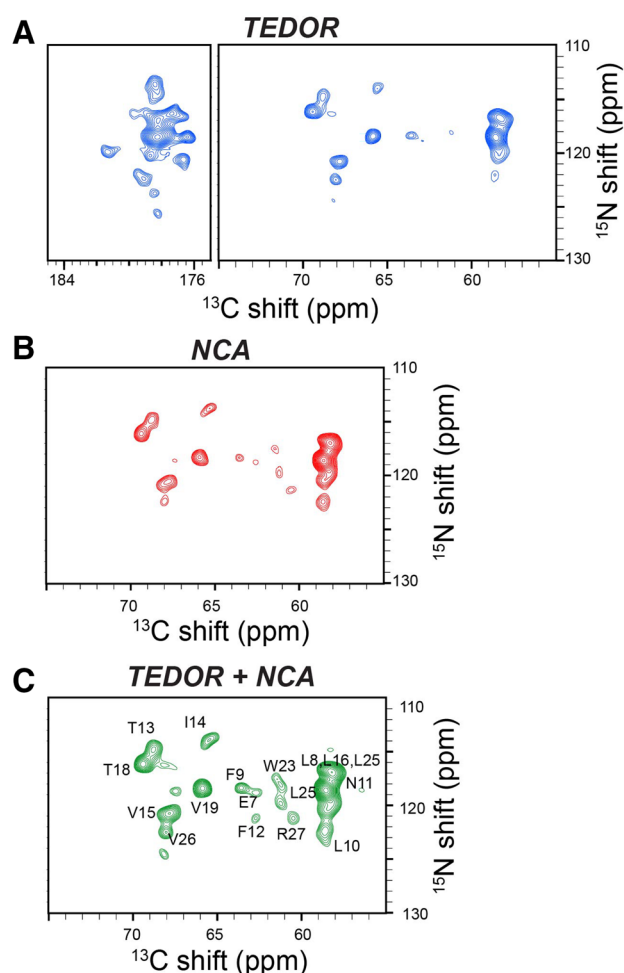 A
TEDOR
110
120
130
15N shift (ppm)
184
176
70
65
60
13C shift (ppm)
B
NCA
110
120
130
15N shift (ppm)
70
65
60
13C shift (ppm)
C
TEDOR + NCA
110
120
130
15N shift (ppm)
T13
I14
T18
W23
L8,L16,L25
F9
N11
L25
E7
V19
V15
F12
R27
V26
L10
70
65
60
13C shift (ppm)